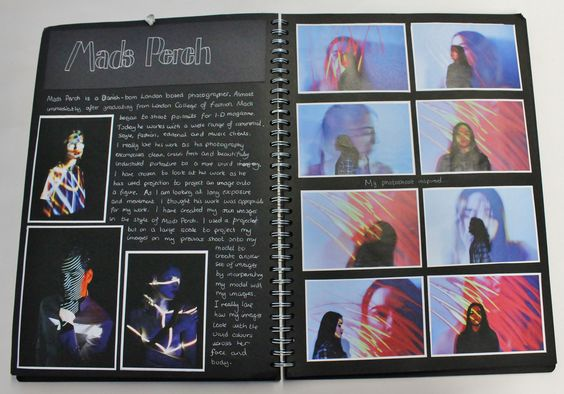 Mads Perch
Mads Perch is a Danish-born London based photographer. Almost
immediately after graduating from London College of Fashion Mads
began to shoot portraits for I-D magazine.
Today he works with a wide range of commercial,
style, fashion, editorial and music clients.
I really like his work as his photography
encompasses clean, crown from and beautifully
understated portraiture to a more vivid imagery.
I have chosen to look at his work as he
has used projection to project an image onto
a figure. As I am looking at long exposure
and movement I thought his work was appropriate
for my work. I have created my own images
in the style of Mads Perch. I used a projector
but on a large scale to project my
images on my previous shoot onto my
model to
create another
set of images
by incorporating
my model with
my images.
I really like
how my images
look with the
vivid colours
across her
face and
body.
My photoshoot inspired